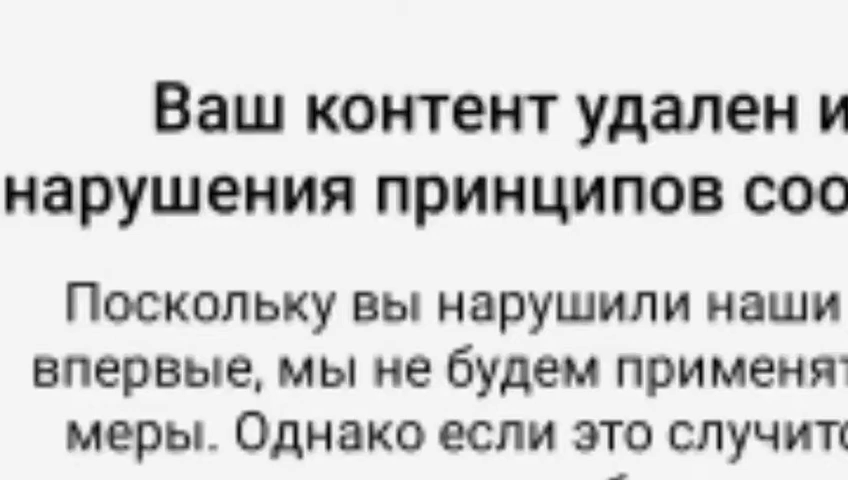 Ваш контент удален и
нарушения принципов соо
Поскольку вы нарушили наши
впервые, мы не будем применят
меры. Однако если это случитс